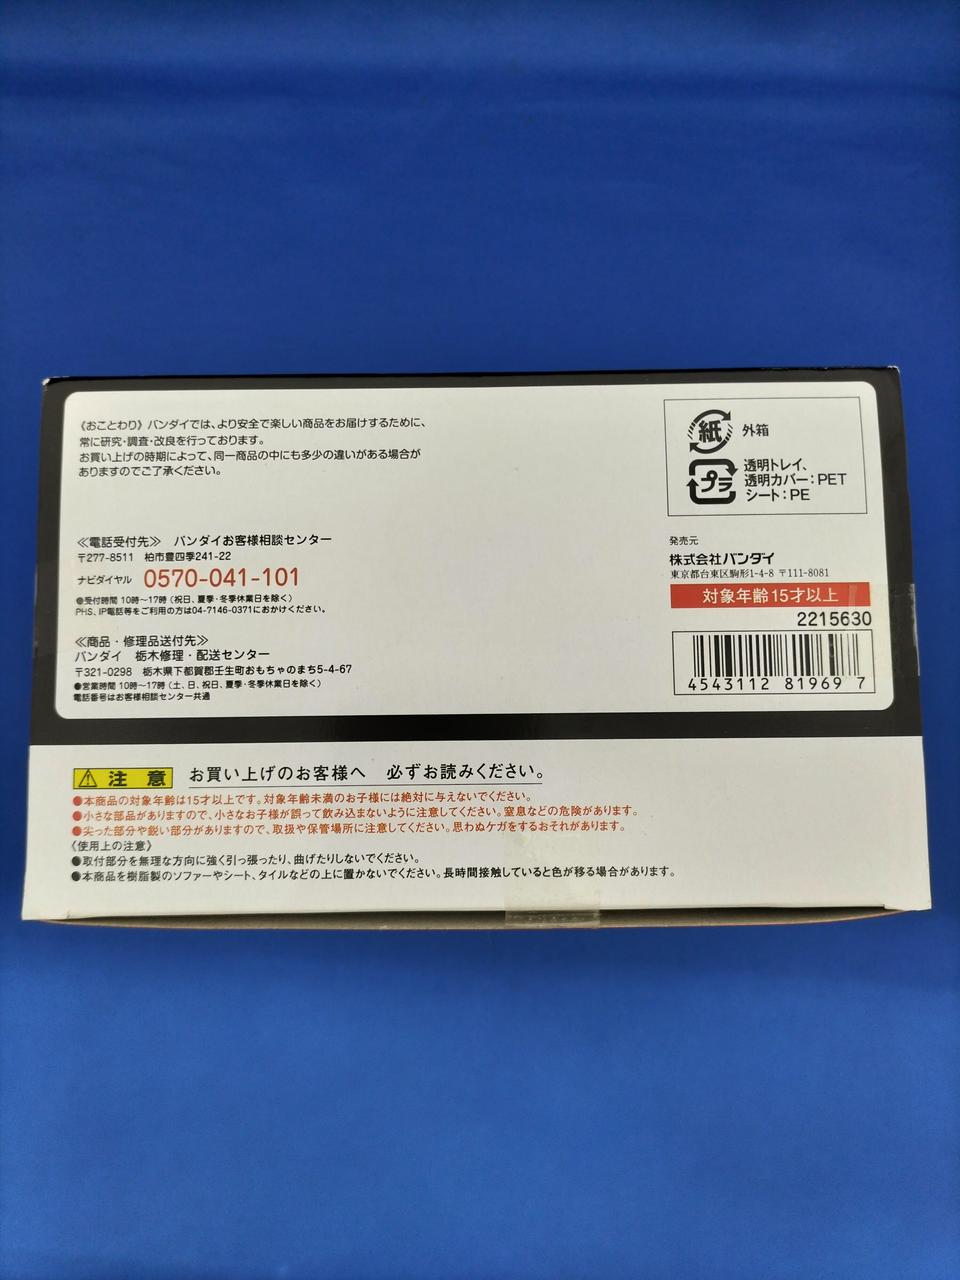 《おことわり》バンダイでは、より安全で楽しい商品をお届けするために、
常に研究・調査・改良を行っております。
お買い上げの時期によって、同一商品の中にも多少の違いがある場合が
ありますのでご了承ください。
紙 外箱
プラ 透明トレイ、
透明カバー:PET
シート:PE
≪電話受付先≫ バンダイお客様相談センター
〒277-8511 柏市豊四季241-22
ナビダイヤル 0570-041-101
●受付時間 10時～17時 (祝日、夏季・冬季休業日を除く)
PHS、IP電話等をご利用の方は04-7146-0371におかけください。
≪商品・修理品送付先≫
バンダイ 栃木修理・配送センター
〒321-0298 栃木県下都賀郡壬生町おもちゃのまち5-4-67
●営業時間 10時～17時 (土、日、祝日、夏季・冬季休業日を除く)
電話番号はお客様相談センター共通
発売元
株式会社バンダイ
東京都台東区駒形1-4-8 〒111-8081
対象年齢15才以上
2215630
4543112 819697
⚠注意 お買い上げのお客様へ 必ずお読みください。
●本商品の対象年齢は15才以上です。対象年齢未満のお子様には絶対に与えないでください。
●小さな部品がありますので、小さなお子様が誤って飲み込まないように注意してください。窒息などの危険があります。
●尖った部分や鋭い部分がありますので、取扱や保管場所に注意してください。思わぬケガをするおそれがあります。
《使用上の注意》
●取付部分を無理な方向に強く引っ張ったり、曲げたりしないでください。
●本商品を樹脂製のソファーやシート、タイルなどの上に置かないでください。長時間接触していると色が移る場合があります。